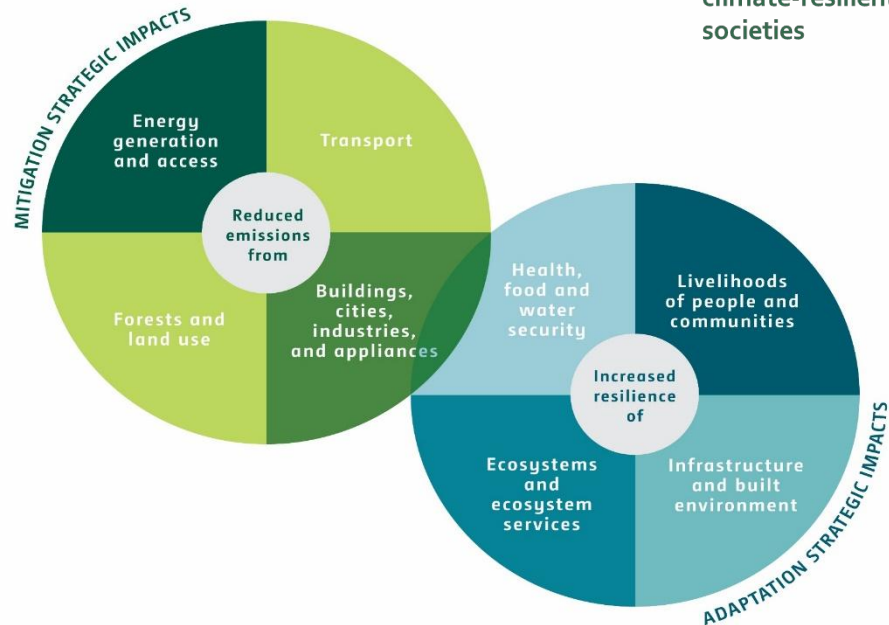 climate-resilient
societies
MITIGATION STRATEGIC IMPACTS
Energy
generation
and access
Transport
Reduced
emissions
from
Forests and
land use
Buildings,
cities,
industries,
and appliances
Health,
food and
water
security
Livelihoods
of people and
communities
Increased
resilience
of
Ecosystems
and
ecosystem
services
Infrastructure
and built
environment
ADAPTATION STRATEGIC IMPACTS